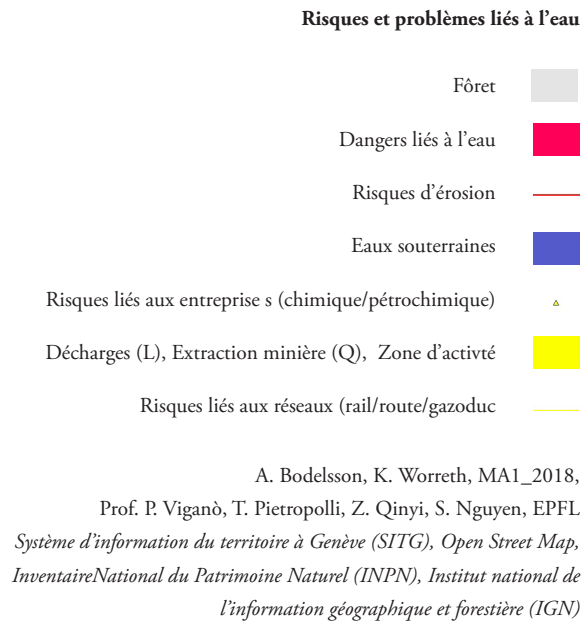 Risques et problèmes liés à l’eau
Fôret
Dangers liés à l’eau
Risques d’érosion
Eaux souterraines
Risques liés aux entreprise s (chimique/pétrochimique)
Décharges (L), Extraction minière (Q),  Zone d’activté
Risques liés aux réseaux (rail/route/gazoduc
A. Bodelsson, K. Worreth, MA1_2018,
Prof. P. Viganò, T. Pietropolli, Z. Qinyi, S. Nguyen, EPFL
Système d’information du territoire à Genève (SITG), Open Street Map,
InventaireNational du Patrimoine Naturel (INPN), Institut national de
l’information géographique et forestière (IGN)